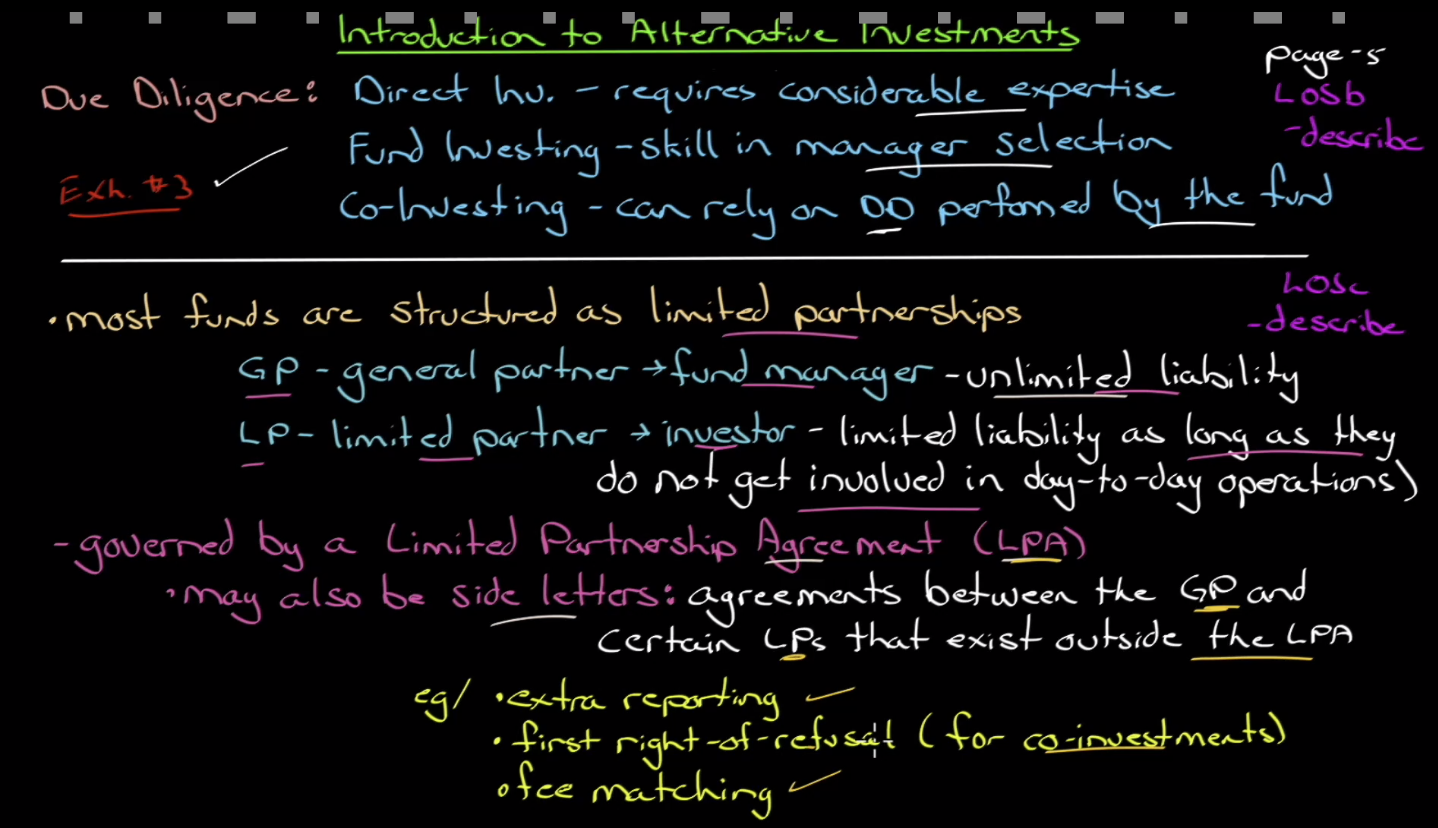 Introduction to Alternative Investments
page-5
Due Diligence: Direct Inv. - requires considerable expertise
LOSb
-describe
Fund Investing - skill in manager selection
Exh. #3
Co-Investing - can rely on DD perfomed by the fund
LOSc
-describe
• most funds are structured as limited partnerships
GP - general partner → fund manager - unlimited liability
LP - limited partner → investor - limited liability as long as they
do not get involved in day-to-day operations)
- governed by a Limited Partnership Agreement (LPA)
• may also be side letters: agreements between the GP and
certain LPs that exist outside the LPA
eg/ • extra reporting
• first right-of-refusal (for co-investments)
• fee matching